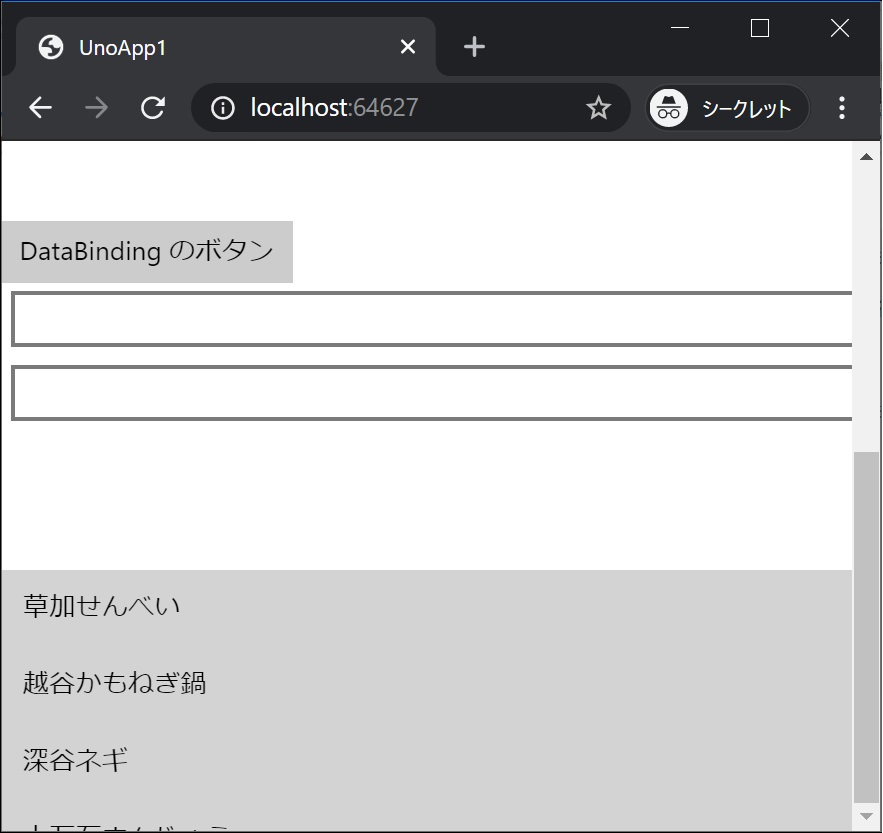 UnoApp1
localhost:64627
シークレット
DataBinding のボタン
草加せんべい
越谷かもねぎ鍋
深谷ネギ